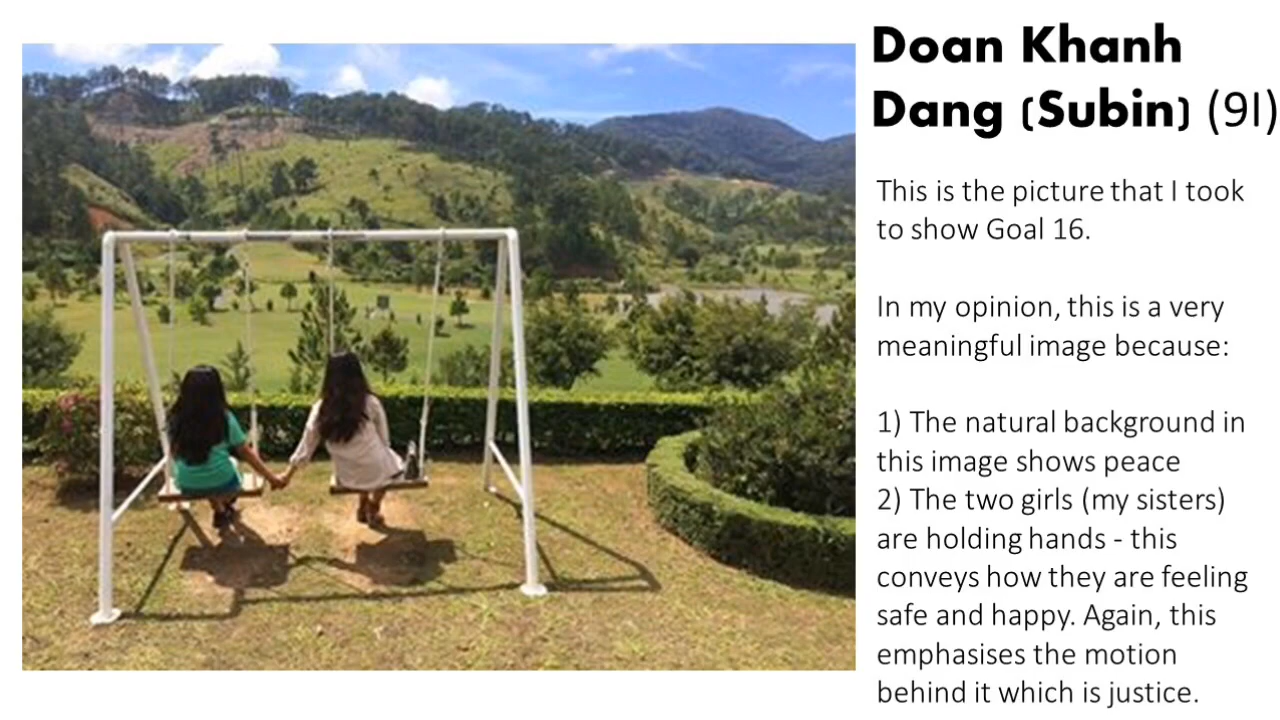 Doan Khanh
Dang (Subin) (9I)
This is the picture that I took
to show Goal 16.
In my opinion, this is a very
meaningful image because:
1) The natural background in
this image shows peace
2) The two girls (my sisters)
are holding hands - this
conveys how they are feeling
safe and happy. Again, this
emphasises the motion
behind it which is justice.